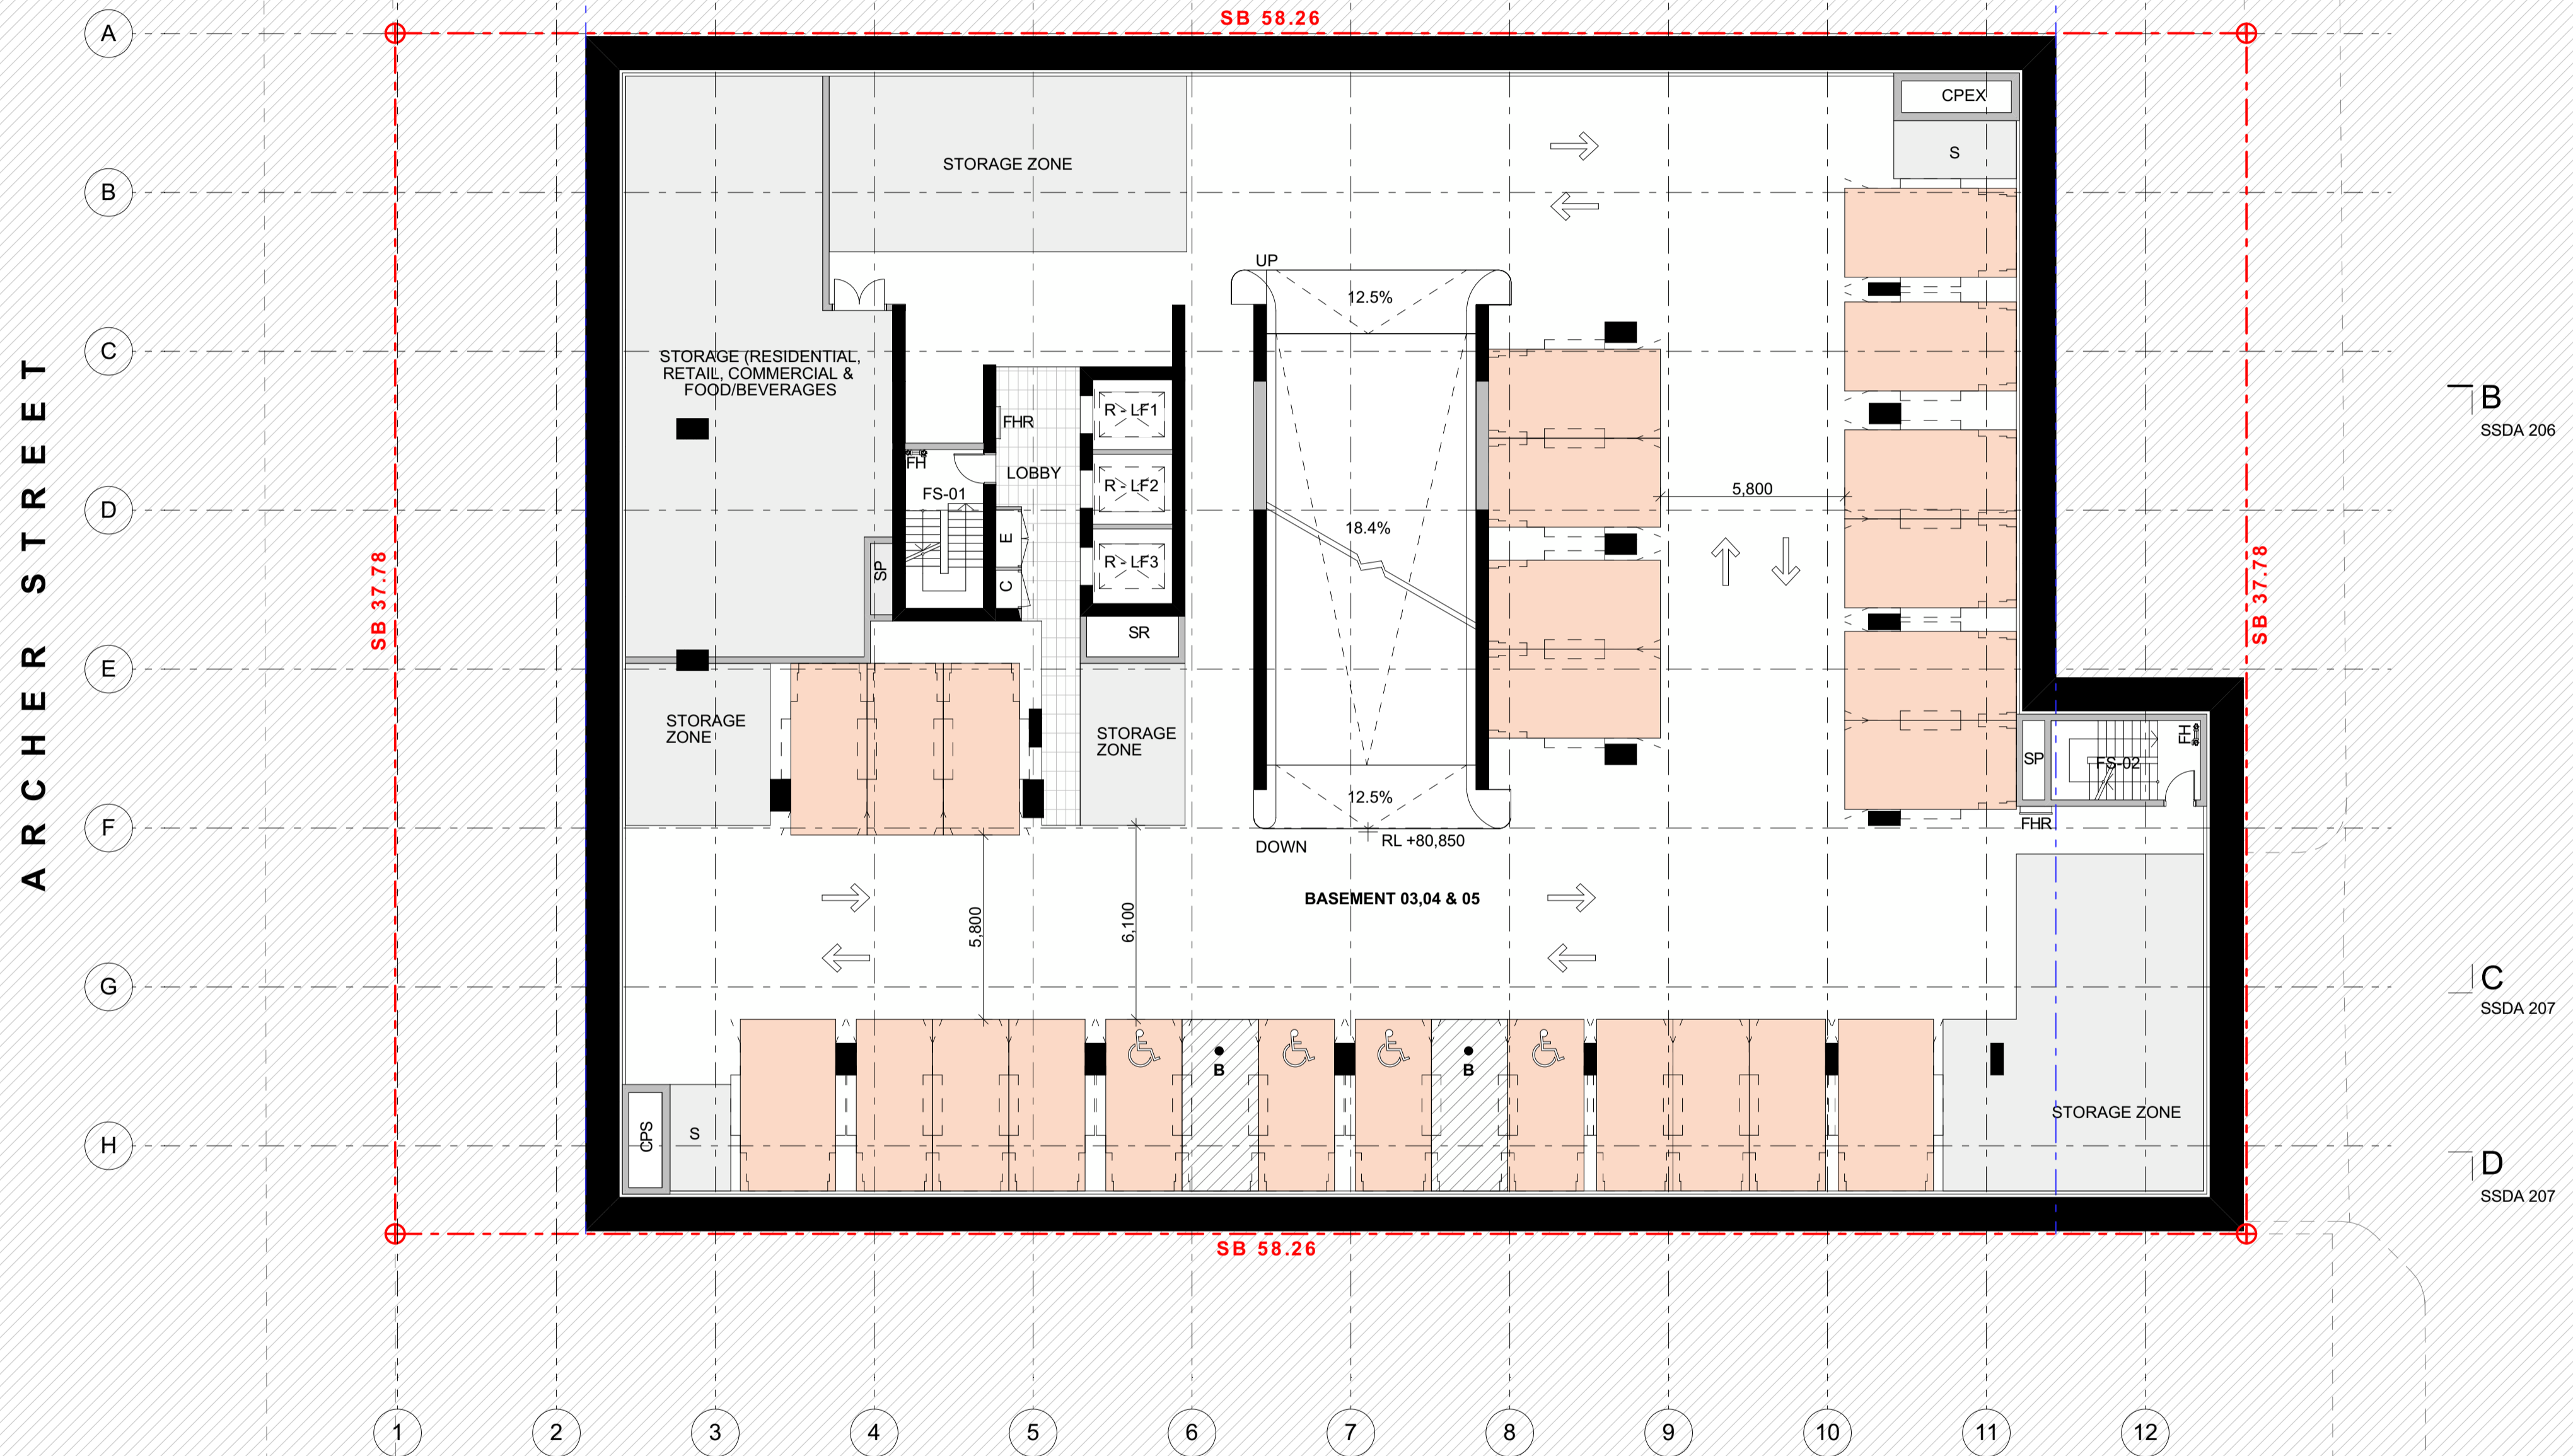 SB 58.26
A
CPEX
STORAGE ZONE
S
B
UP
12.5%
C
STORAGE (RESIDENTIAL,
RETAIL, COMMERCIAL &
FOOD/BEVERAGES
B
SSDA 206
R - LF1
FHR
FH
LOBBY
R - LF2
FS-01
5,800
D
18.4%
E
R - LF3
SP
C
SB 37.78
SB 37.78
ARCHER STREET
SR
E
STORAGE
ZONE
STORAGE
ZONE
FH
SP
FS-02
12.5%
FHR
F
DOWN
RL +80,850
BASEMENT 03,04 & 05
5,800
6,100
G
C
SSDA 207
B
B
STORAGE ZONE
CPS
S
H
D
SSDA 207
SB 58.26
1
2
3
4
5
6
7
8
9
10
11
12